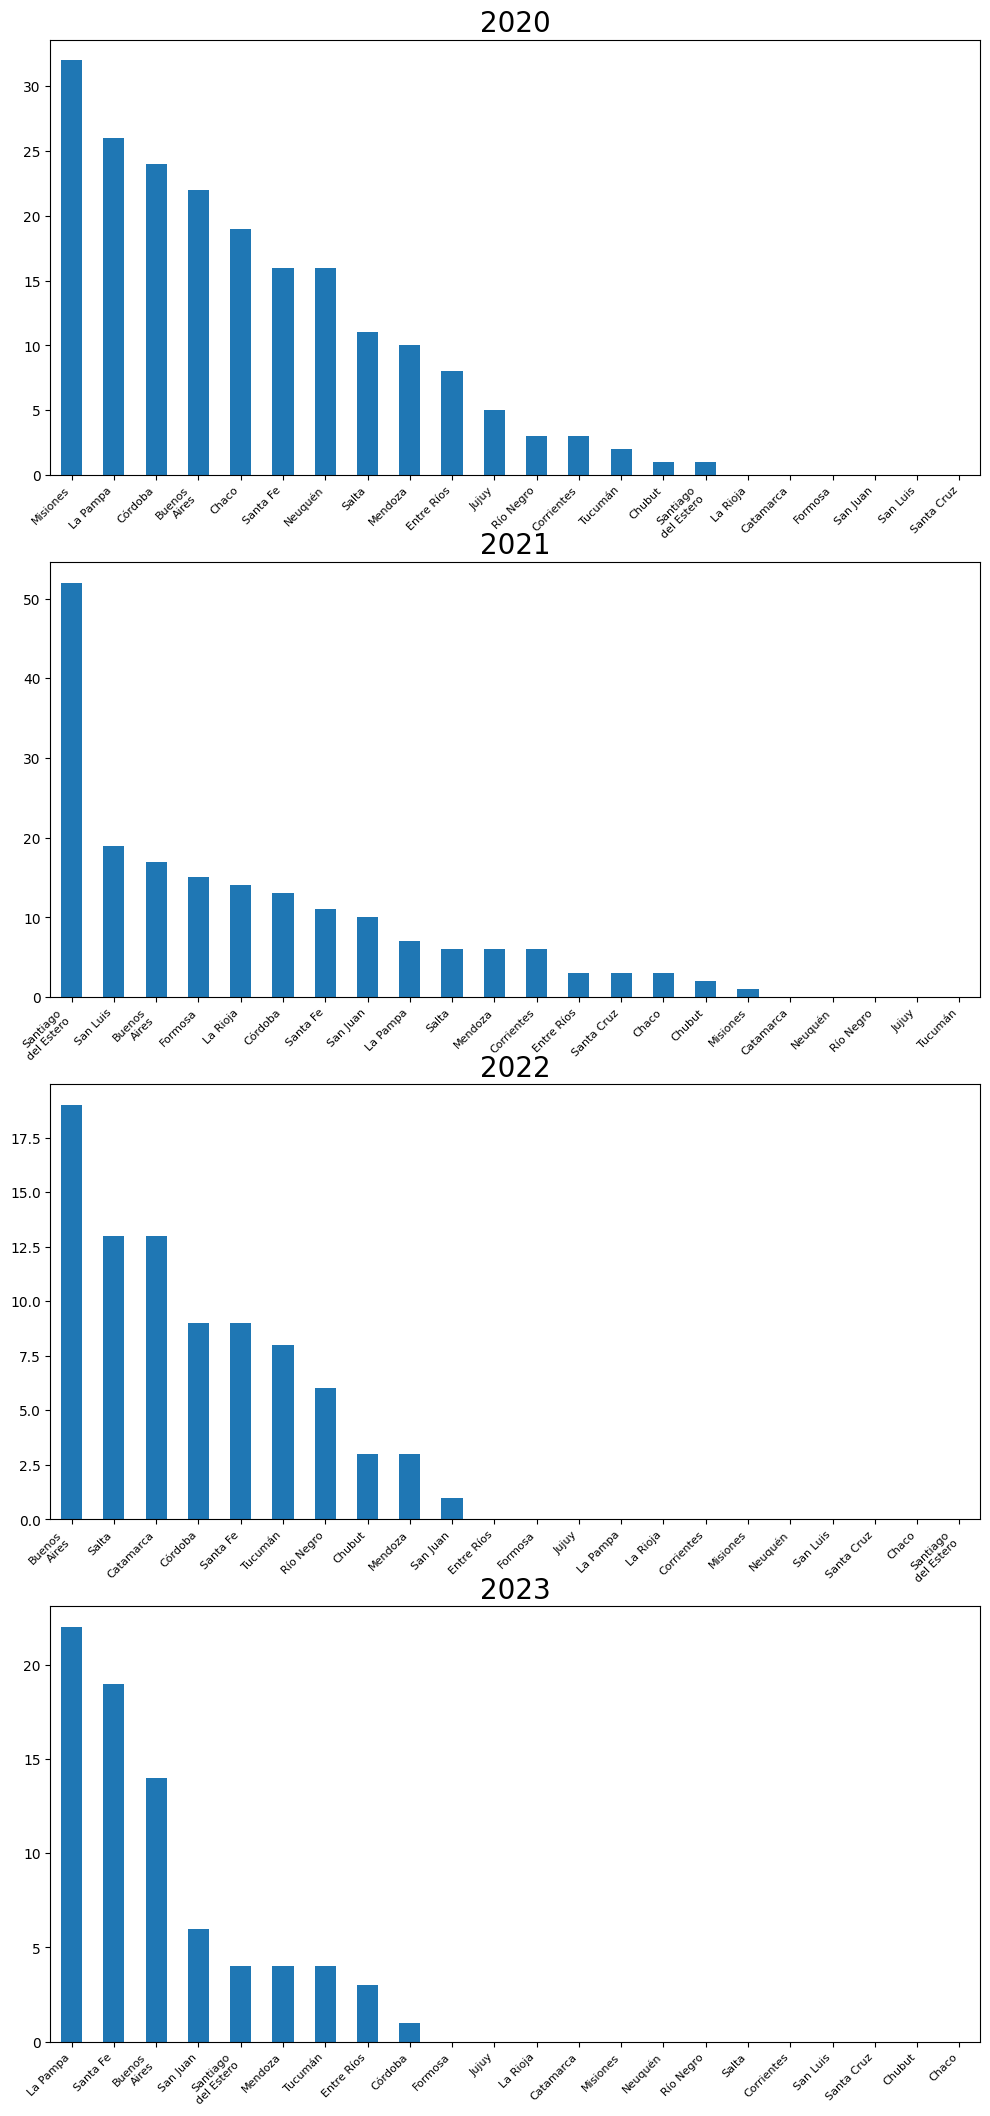 2020
30
25
20
15
10
5
0
Misiones
La Pampa
Córdoba
Buenos
Aires
Chaco
Santa Fe
Neuquén
Salta
Mendoza
Entre Ríos
Jujuy
Río Negro
Corrientes
Tucumán
Chubut
Santiago
del Estero
La Rioja
Catamarca
Formosa
San Juan
San Luis
Santa Cruz
2021
50
40
30
20
10
0
Santiago
del Estero
San Luis
Buenos
Aires
Formosa
La Rioja
Córdoba
Santa Fe
San Juan
La Pampa
Salta
Mendoza
Corrientes
Entre Ríos
Santa Cruz
Chaco
Chubut
Misiones
Catamarca
Neuquén
Río Negro
Jujuy
Tucumán
2022
17.5
15.0
12.5
10.0
7.5
5.0
2.5
0.0
Buenos
Aires
Salta
Catamarca
Córdoba
Santa Fe
Tucumán
Río Negro
Chubut
Mendoza
San Juan
Entre Ríos
Formosa
Jujuy
La Pampa
La Rioja
Corrientes
Misiones
Neuquén
San Luis
Santa Cruz
Chaco
Santiago
del Estero
2023
20
15
10
5
0
La Pampa
Santa Fe
Buenos
Aires
San Juan
Santiago
del Estero
Mendoza
Tucumán
Entre Ríos
Córdoba
Formosa
Jujuy
La Rioja
Catamarca
Misiones
Neuquén
Río Negro
Salta
Corrientes
San Luis
Santa Cruz
Chubut
Chaco